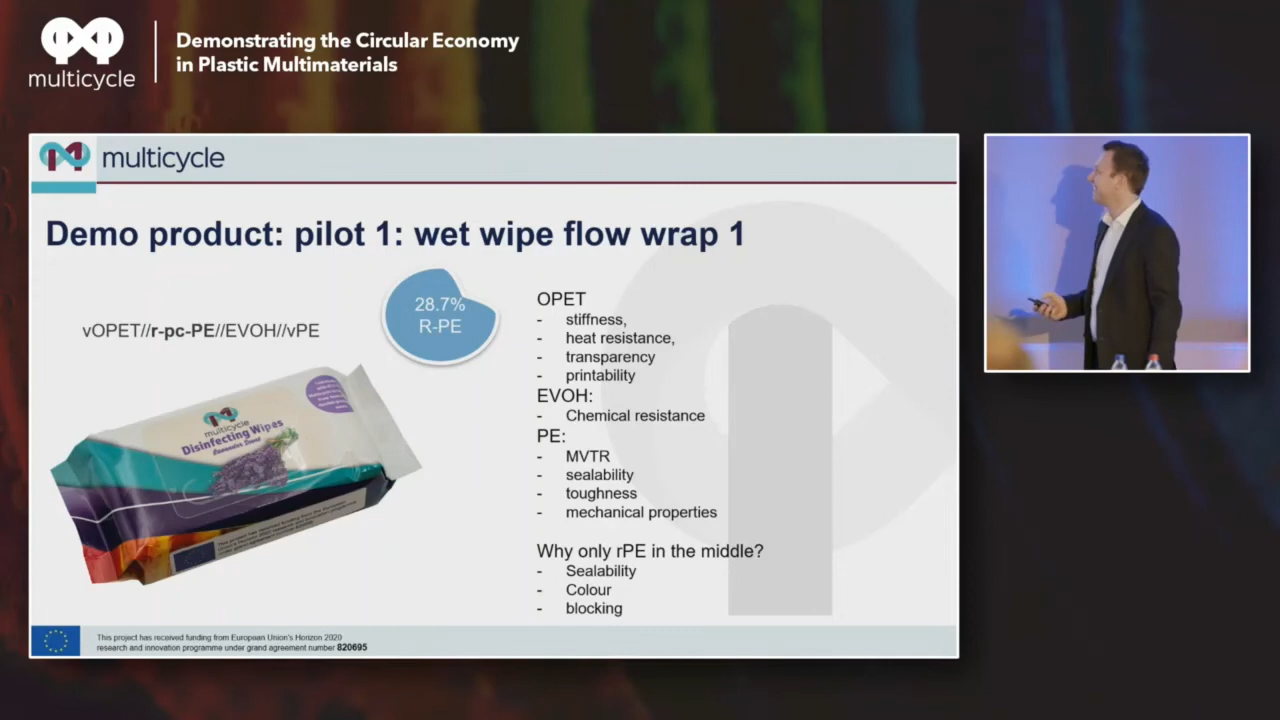 multicycle
Demonstrating the Circular Economy
in Plastic Multimaterials
multicycle
Demo product: pilot 1: wet wipe flow wrap 1
28.7%
R-PE
vOPET//r-pc-PE//EVOH//vPE
multicycle
Disinfecting Wipes
Lavender Scent
OPET
- stiffness,
- heat resistance,
- transparency
- printability
EVOH:
- Chemical resistance
PE:
- MVTR
- sealability
- toughness
- mechanical properties
Why only rPE in the middle?
- Sealability
- Colour
- blocking
This project has received funding from European Union's Horizon 2020
research and innovation programme under grand agreement number 820695